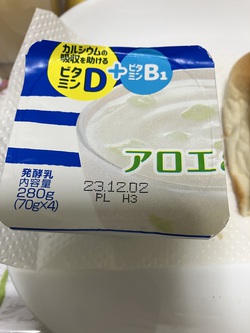 カルシウムの
吸収を助ける
ビタミンD
+ビタミンB1
アロエ
23.12.02
PL H3
発酵乳
内容量
280g
(70g×4)